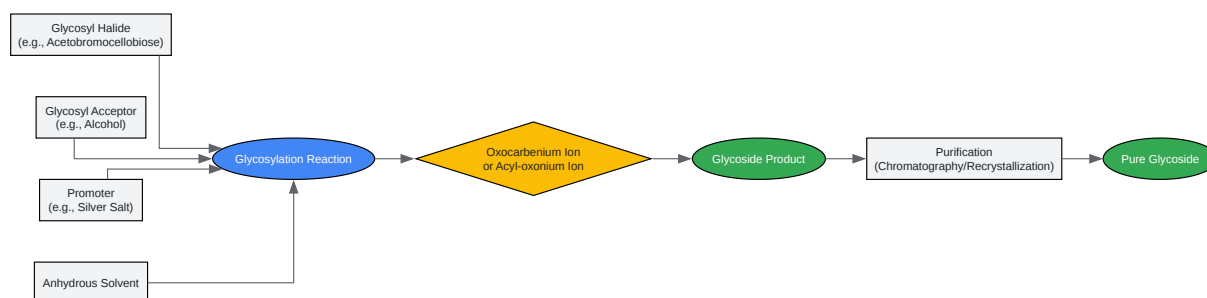 Glycosyl Halide
(e.g., Acetobromocellobiose)
Glycosyl Acceptor
(e.g., Alcohol)
Promoter
(e.g., Silver Salt)
Anhydrous Solvent
Glycosylation Reaction
Oxocarbenium Ion
or Acyl-oxonium Ion
Glycoside Product
Purification
(Chromatography/Recrystallization)
Pure Glycoside